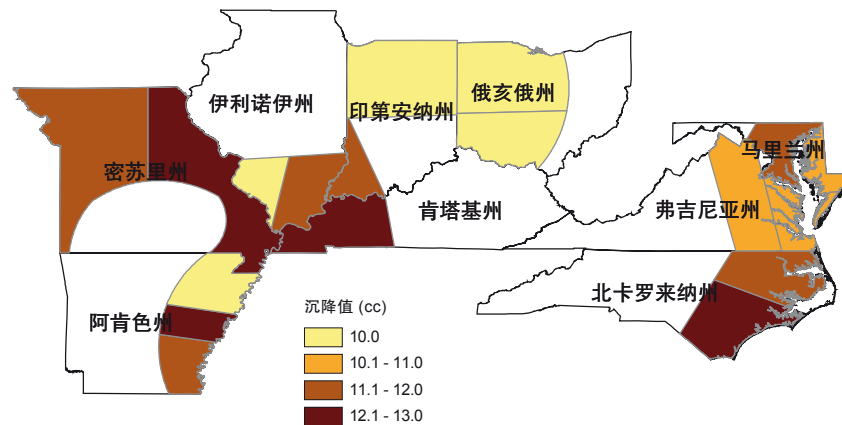 伊利诺伊州
印第安纳州
俄亥俄州
密苏里州
马里兰州
肯塔基州
弗吉尼亚州
北卡罗来纳州
阿肯色州
沉降值 (cc)
10.0
10.1 - 11.0
11.1 - 12.0
12.1 - 13.0